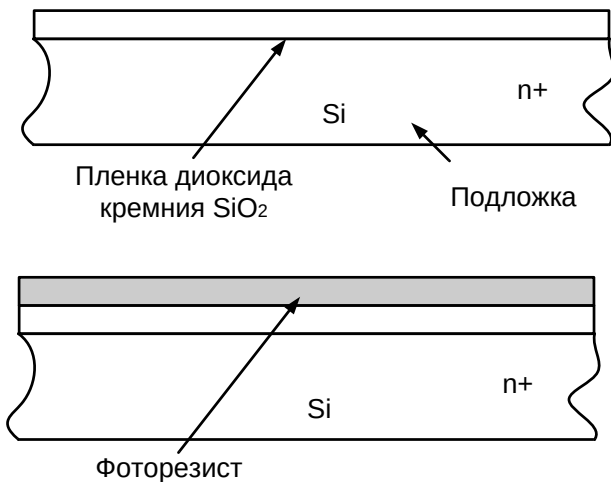 n+
Si
Пленка диоксида
кремния SiO2
Подложка
n+
Si
Фоторезист